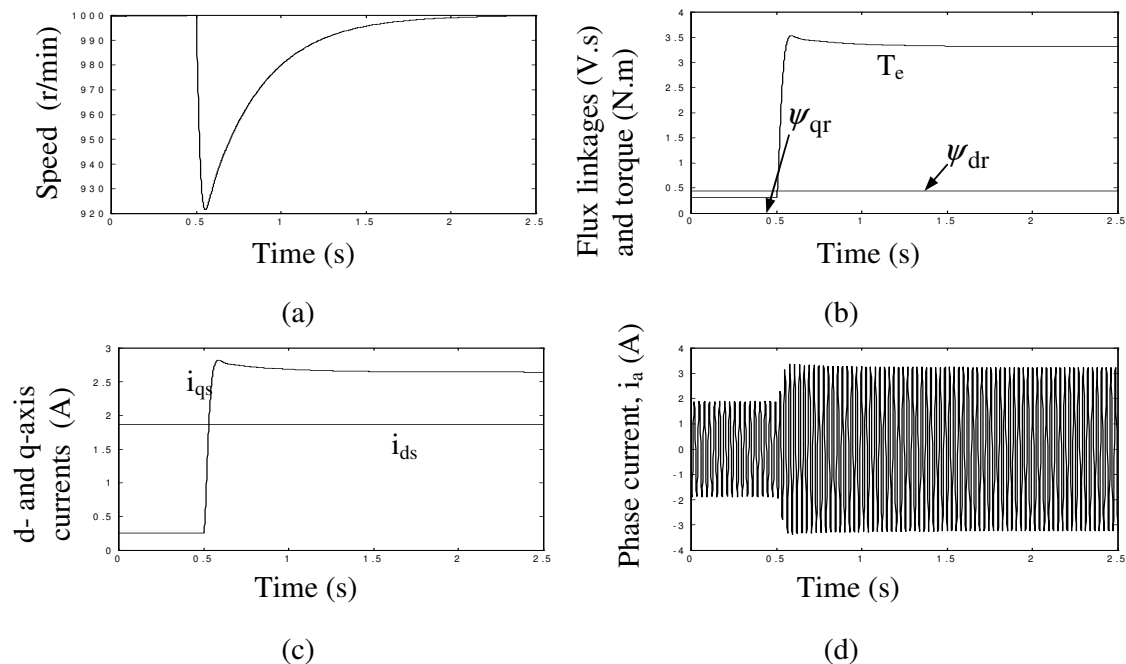 1000
990
980
970
960
950
940
930
920
Speed (r/min)
0 0.5 1 1.5 2 2.5
Time (s)
(a)
4
3.5
3
2.5
2
1.5
1
0.5
0
Flux linkages (V.s)
and torque (N.m)
Te
ψqr
ψdr
0 0.5 1 1.5 2 2.5
Time (s)
(b)
3
2.5
2
1.5
1
0.5
0
d- and q-axis
currents (A)
iqs
ids
0 0.5 1 1.5 2 2.5
Time (s)
(c)
4
3
2
1
0
-1
-2
-3
-4
Phase current, ia (A)
0 0.5 1 1.5 2 2.5
Time (s)
(d)